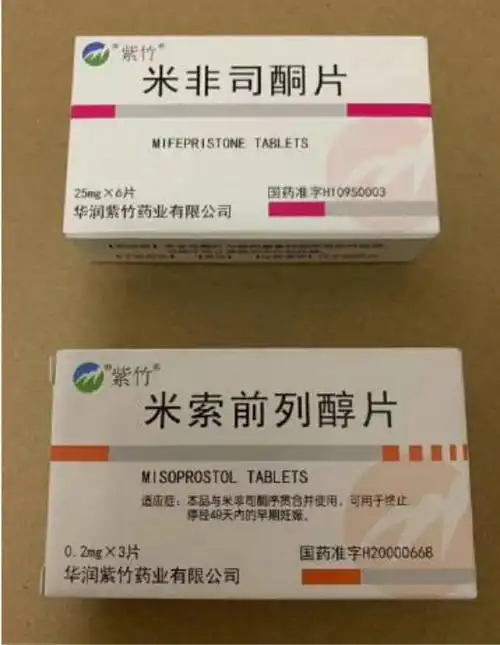 ®紫竹®
米非司酮片
MIFEPRISTONE TABLETS
25mg×6片
国药准字H10950003
华润紫竹药业有限公司
®紫竹®
米索前列醇片
MISOPROSTOL TABLETS
适应症：本品与米非司酮序贯合并使用，可用于终止
停经49天内的早期妊娠。
0.2mg×3片
国药准字H20000668
华润紫竹药业有限公司